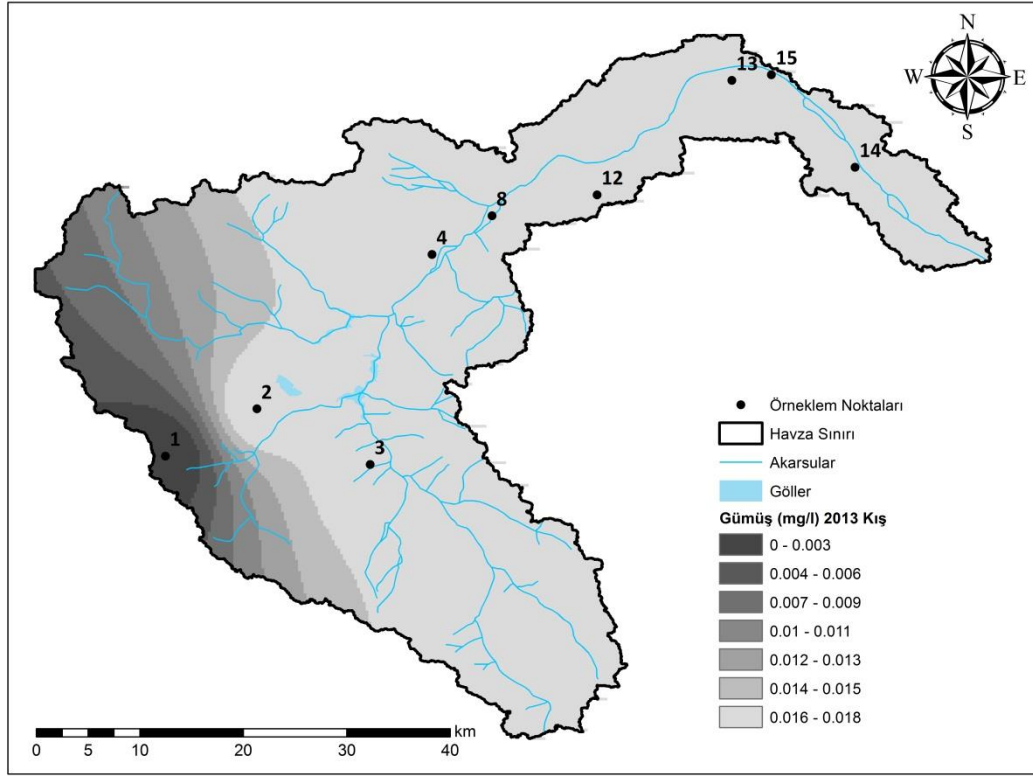 N
W E
S
13
15
14
12
8
4
2
1
3
Örneklem Noktaları
Havza Sınırı
Akarsular
Göller
Gümüş (mg/l) 2013 Kış
0 - 0.003
0.004 - 0.006
0.007 - 0.009
0.01 - 0.011
0.012 - 0.013
0.014 - 0.015
0.016 - 0.018
km
0 5 10 20 30 40